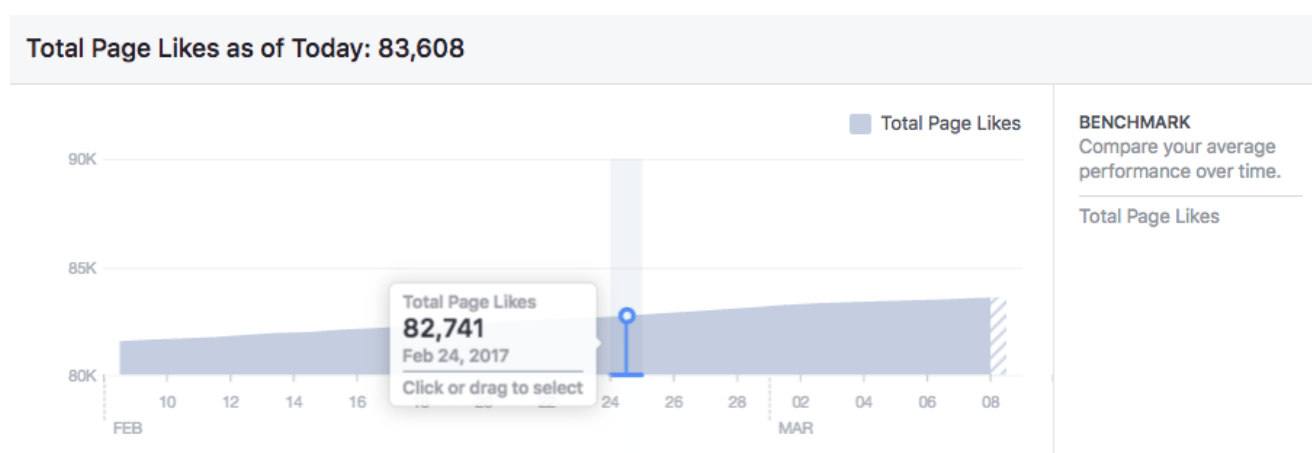 Total Page Likes as of Today: 83,608
Total Page Likes
BENCHMARK
Compare your average
performance over time.
Total Page Likes
90K
85K
80K
Total Page Likes
82,741
Feb 24, 2017
Click or drag to select
10 12 14 16 24 26 28 02 04 06 08
FEB MAR